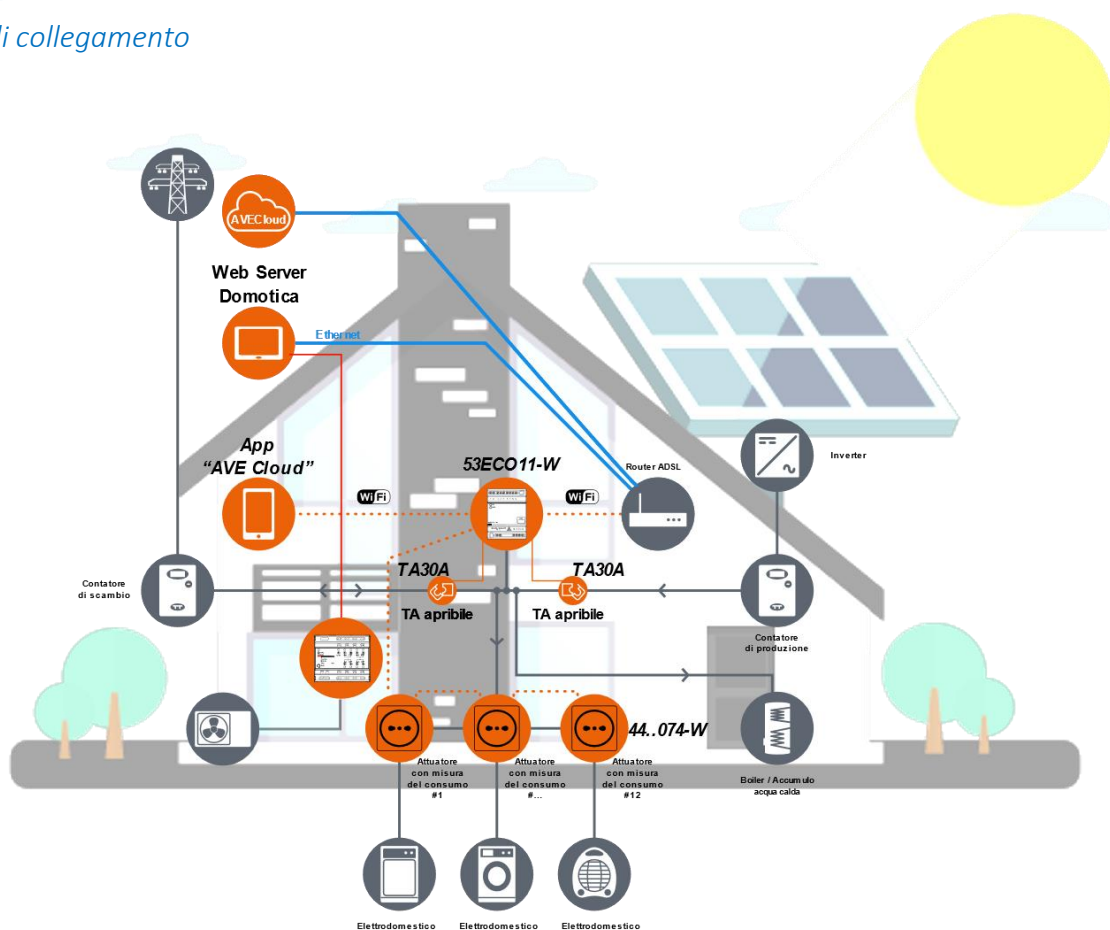 di collegamento
AVECloud
Web Server
Domotica
Ethernet
App
“AVE Cloud”
53ECO11-W
Router ADSL
Inverter
WiFi
WiFi
TA30A
TA30A
Contatore
di scambio
TA apribile
TA apribile
Contatore
di produzione
44..074-W
Attuatore
con misura
del consumo
#1
Attuatore
con misura
del consumo
#...
Attuatore
con misura
del consumo
#12
Boiler / Accumulo
acqua calda
Elettrodomestico
Elettrodomestico
Elettrodomestico